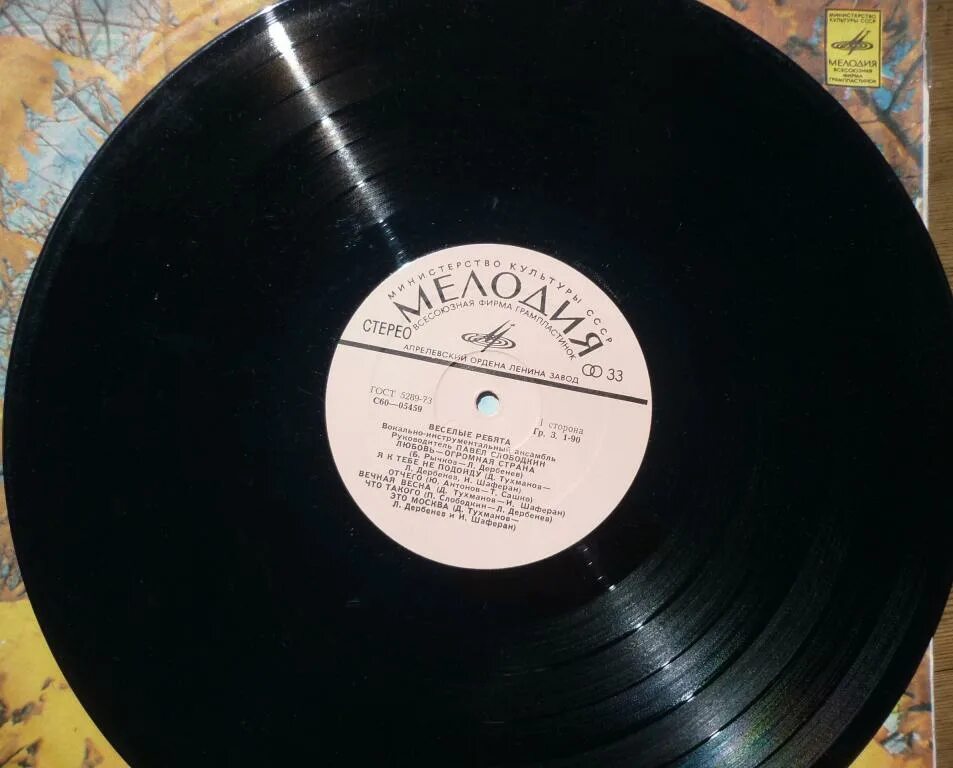 МИНИСТЕРСТВО
КУЛЬТУРЫ СССР
МЕЛОДИЯ
ВСЕСОЮЗНАЯ
ФИРМА
ГРАМПЛАСТИНОК
МИНИСТЕРСТВО КУЛЬТУРЫ СССР
МЕЛОДИЯ
ВСЕСОЮЗНАЯ ФИРМА ГРАМПЛАСТИНОК
СТЕРЕО
АПРЕЛЕВСКИЙ ОРДЕНА ЛЕНИНА ЗАВОД
33
ГОСТ 5289-73
С60—05459
1 сторона
Гр. 3. 1-90
ВЕСЕЛЫЕ РЕБЯТА
Вокально-инструментальный ансамбль
Руководитель ПАВЕЛ СЛОБОДКИН
ЛЮБОВЬ—ОГРОМНАЯ СТРАНА
(Б. Рычков—Л. Дербенев)
Я К ТЕБЕ НЕ ПОДОЙДУ (Д. Тухманов—
Л. Дербенев, И. Шаферан)
ОТЧЕГО (Ю. Антонов—Т. Сашко)
ВЕЧНАЯ ВЕСНА (Д. Тухманов—И. Шаферан)
ЧТО ТАКОГО (П. Слободкин—Л. Дербенев)
ЭТО МОСКВА (Д. Тухманов—
Л. Дербенев и И. Шаферан)